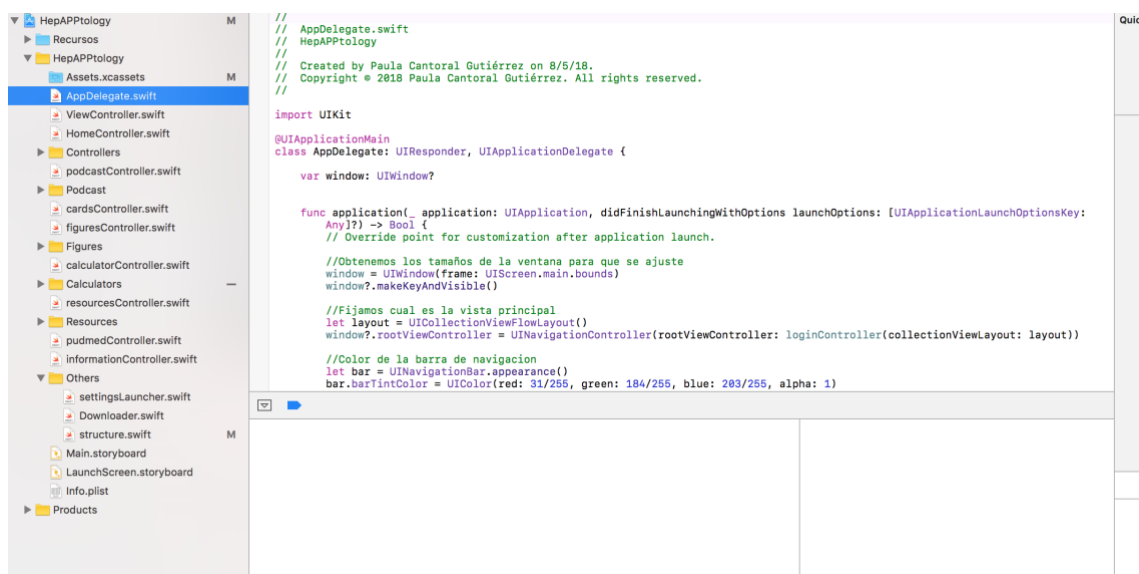 HepAPPtology M
Recursos
HepAPPtology
Assets.xcassets M
AppDelegate.swift
ViewController.swift
HomeController.swift
Controllers
podcastController.swift
Podcast
cardsController.swift
figuresController.swift
Figures
calculatorController.swift
Calculators —
resourcesController.swift
Resources
pudmedController.swift
informationController.swift
Others
settingsLauncher.swift
Downloader.swift
structure.swift M
Main.storyboard
LaunchScreen.storyboard
Info.plist
Products
//
// AppDelegate.swift
// HepAPPtology
//
// Created by Paula Cantoral Gutiérrez on 8/5/18.
// Copyright © 2018 Paula Cantoral Gutiérrez. All rights reserved.
//
import UIKit
@UIApplicationMain
class AppDelegate: UIResponder, UIApplicationDelegate {
var window: UIWindow?
func application(_ application: UIApplication, didFinishLaunchingWithOptions launchOptions: [UIApplicationLaunchOptionsKey:
Any]?) -> Bool {
// Override point for customization after application launch.
//Obtenemos los tamaños de la ventana para que se ajuste
window = UIWindow(frame: UIScreen.main.bounds)
window?.makeKeyAndVisible()
//Fijamos cual es la vista principal
let layout = UICollectionViewFlowLayout()
window?.rootViewController = UINavigationController(rootViewController: loginController(collectionViewLayout: layout))
//Color de la barra de navigacion
let bar = UINavigationBar.appearance()
bar.barTintColor = UIColor(red: 31/255, green: 184/255, blue: 203/255, alpha: 1)